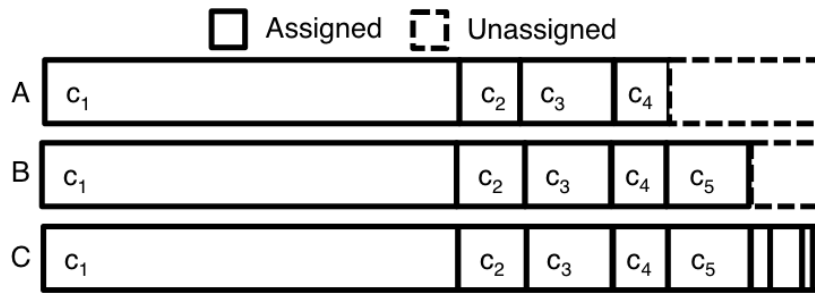 Assigned Unassigned
A c₁ c₂ c₃ c₄
B c₁ c₂ c₃ c₄ c₅
C c₁ c₂ c₃ c₄ c₅